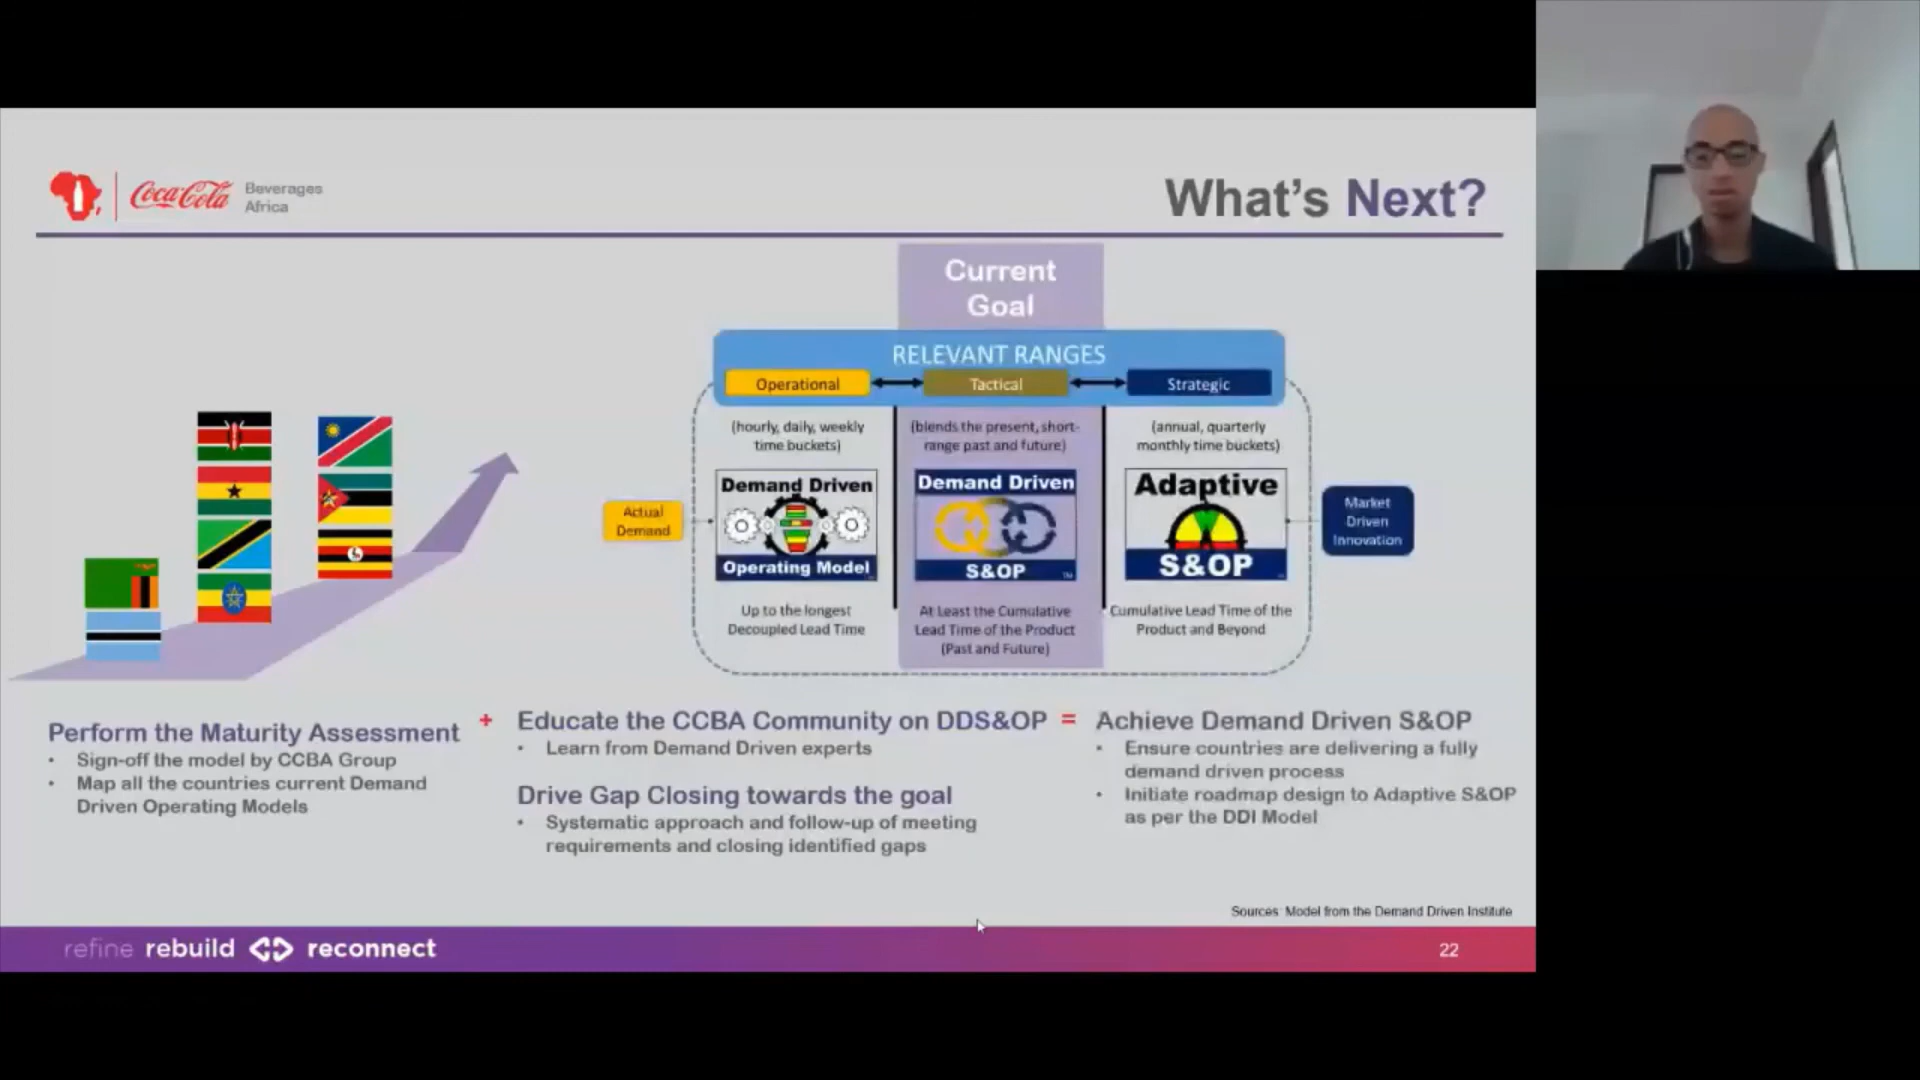 Coca-Cola
Beverages
Africa
What's Next?
Current
Goal
RELEVANT RANGES
Operational
Tactical
Strategic
(hourly, daily, weekly
time buckets)
(blends the present, short-
range past and future)
(annual, quarterly
monthly time buckets)
Actual
Demand
Demand Driven
Operating Model
Demand Driven
S&OP
TM
Adaptive
S&OP
Market
Driven
Innovation
Up to the longest
Decoupled Lead Time
At Least the Cumulative
Lead Time of the Product
(Past and Future)
Cumulative Lead Time of the
Product and Beyond
Perform the Maturity Assessment
• Sign-off the model by CCBA Group
• Map all the countries current Demand
Driven Operating Models
+
Educate the CCBA Community on DDS&OP
• Learn from Demand Driven experts
Drive Gap Closing towards the goal
• Systematic approach and follow-up of meeting
requirements and closing identified gaps
=
Achieve Demand Driven S&OP
• Ensure countries are delivering a fully
demand driven process
• Initiate roadmap design to Adaptive S&OP
as per the DDI Model
Sources: Model from the Demand Driven Institute
refine rebuild reconnect
22